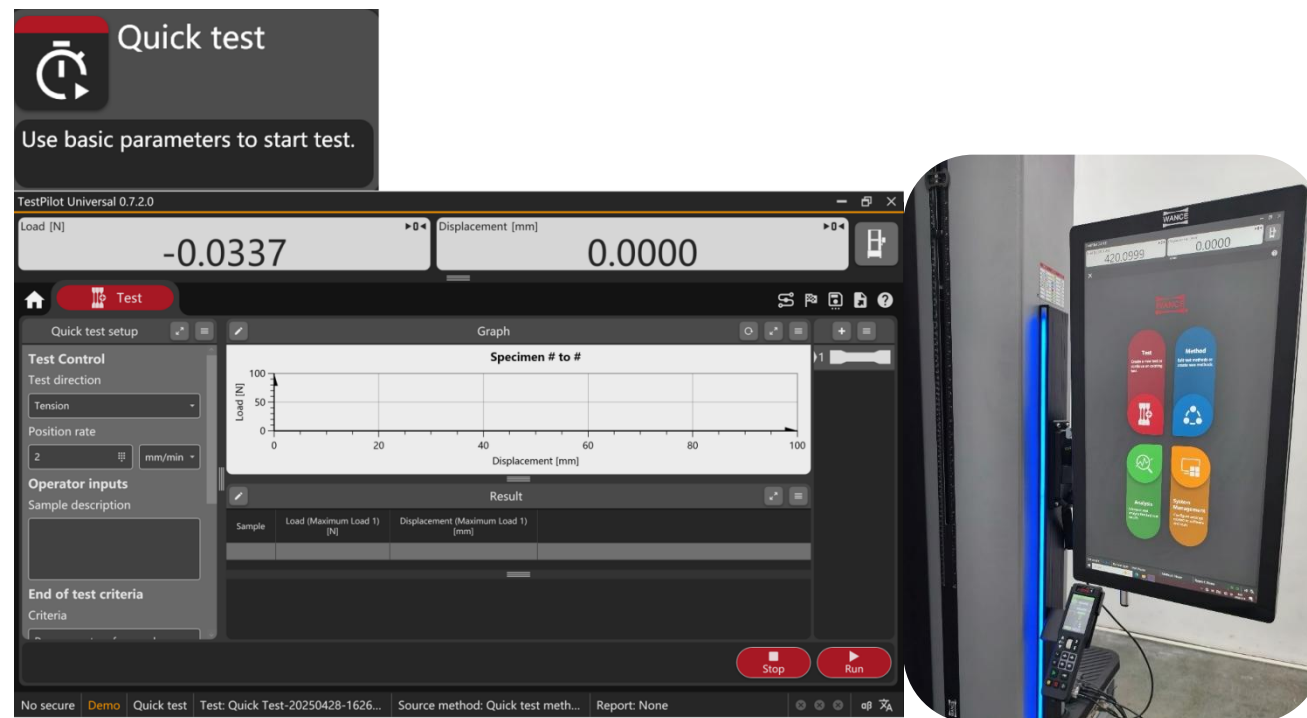 Quick test
Use basic parameters to start test.
TestPilot Universal 0.7.2.0
Load [N]
-0.0337
Displacement [mm]
0.0000
Test
Quick test setup
Test Control
Test direction
Tension
Position rate
2
mm/min
Operator inputs
Sample description
End of test criteria
Criteria
Graph
Specimen # to #
Load [N]
100
50
0
0 20 40 60 80 100
Displacement [mm]
1
Result
Sample
Load (Maximum Load 1)
[N]
Displacement (Maximum Load 1)
[mm]
Stop
Run
No secure
Demo
Quick test
Test: Quick Test-20250428-1626...
Source method: Quick test meth...
Report: None
αβ
WANCE
420.0999
0.0000
WANCE
Test
Method
Analysis
System
Management